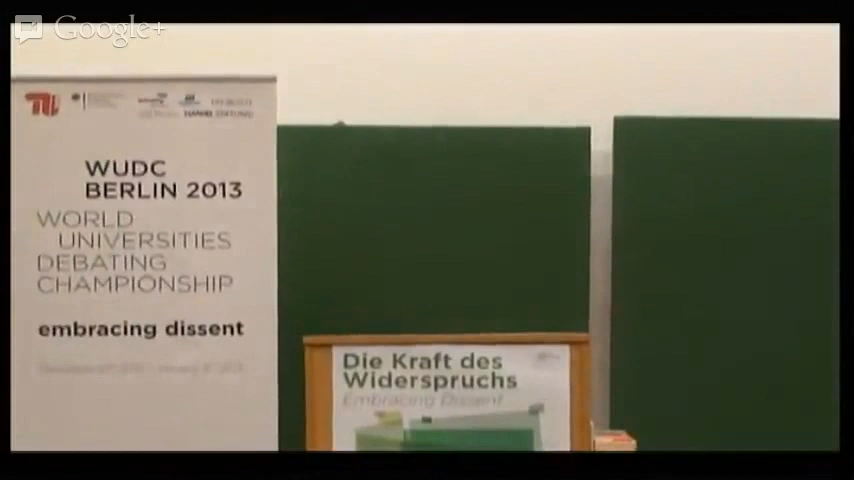 Google+
WUDC
BERLIN 2013
WORLD
UNIVERSITIES
DEBATING
CHAMPIONSHIP
embracing dissent
Die Kraft des
Widerspruchs
Embracing Dissent